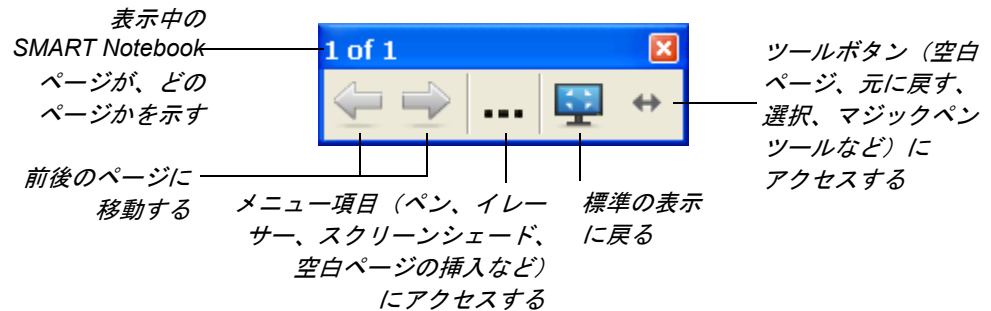 表示中の
SMART Notebook
ページが、どの
ページかを示す
1 of 1
ツールボタン（空白
ページ、元に戻す、
選択、マジックペン
ツールなど）に
アクセスする
前後のページに
移動する
メニュー項目（ペン、イレー
サー、スクリーンシェード、
空白ページの挿入など）
にアクセスする
標準の表示
に戻る